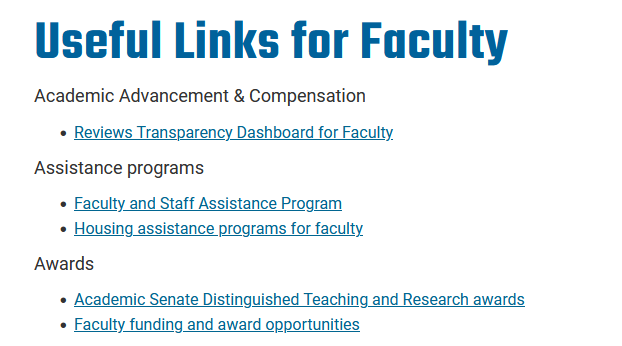 Useful Links for Faculty
Academic Advancement & Compensation
• Reviews Transparency Dashboard for Faculty
Assistance programs
• Faculty and Staff Assistance Program
• Housing assistance programs for faculty
Awards
• Academic Senate Distinguished Teaching and Research awards
• Faculty funding and award opportunities